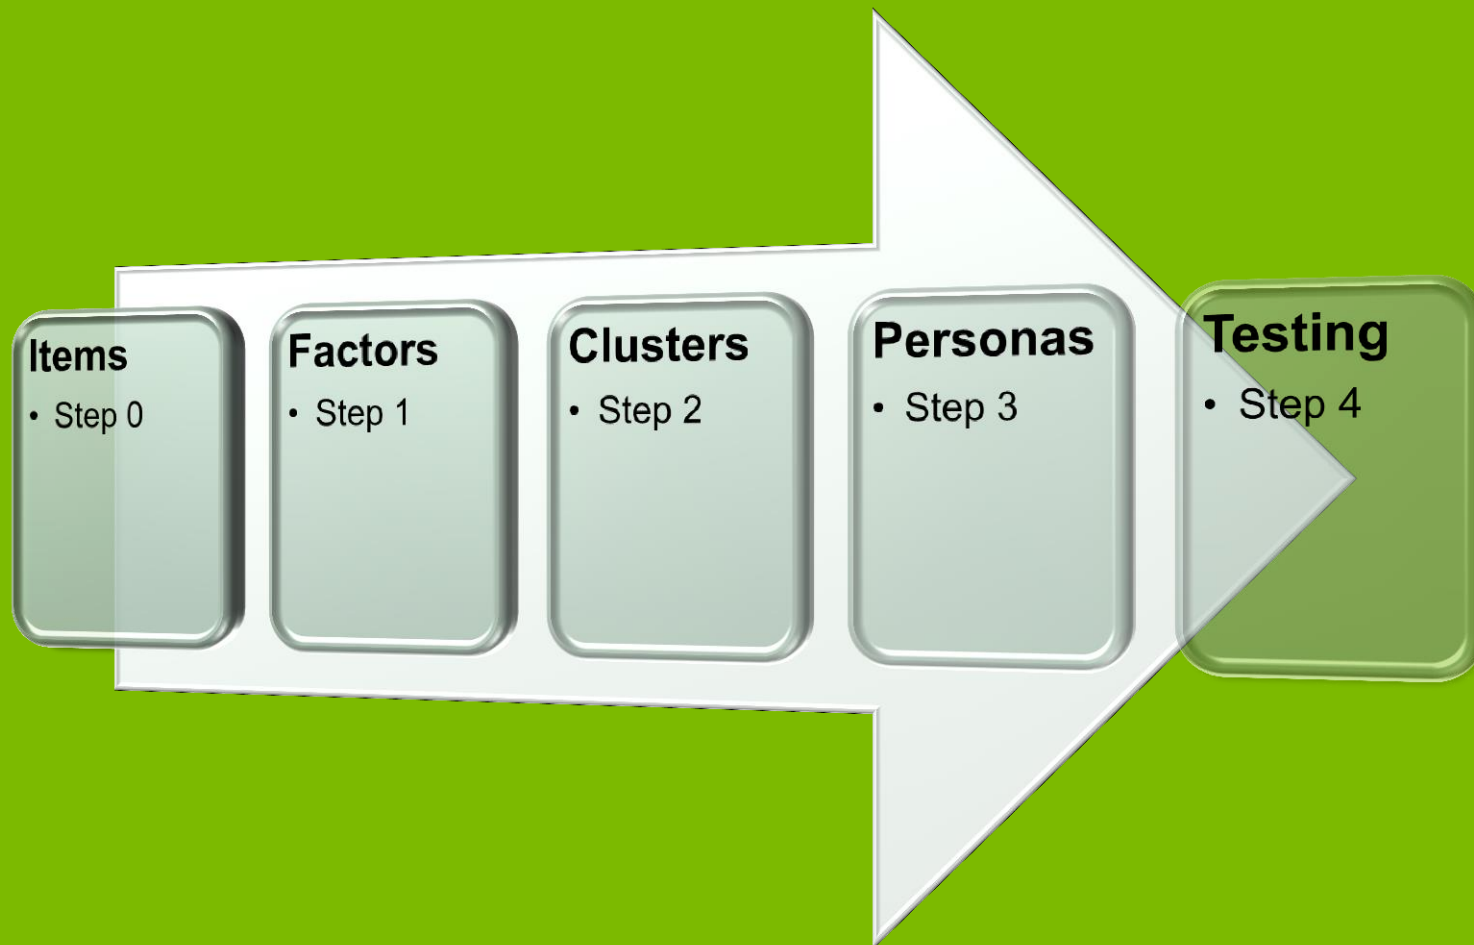 Items
• Step 0
Factors
• Step 1
Clusters
• Step 2
Personas
• Step 3
Testing
• Step 4